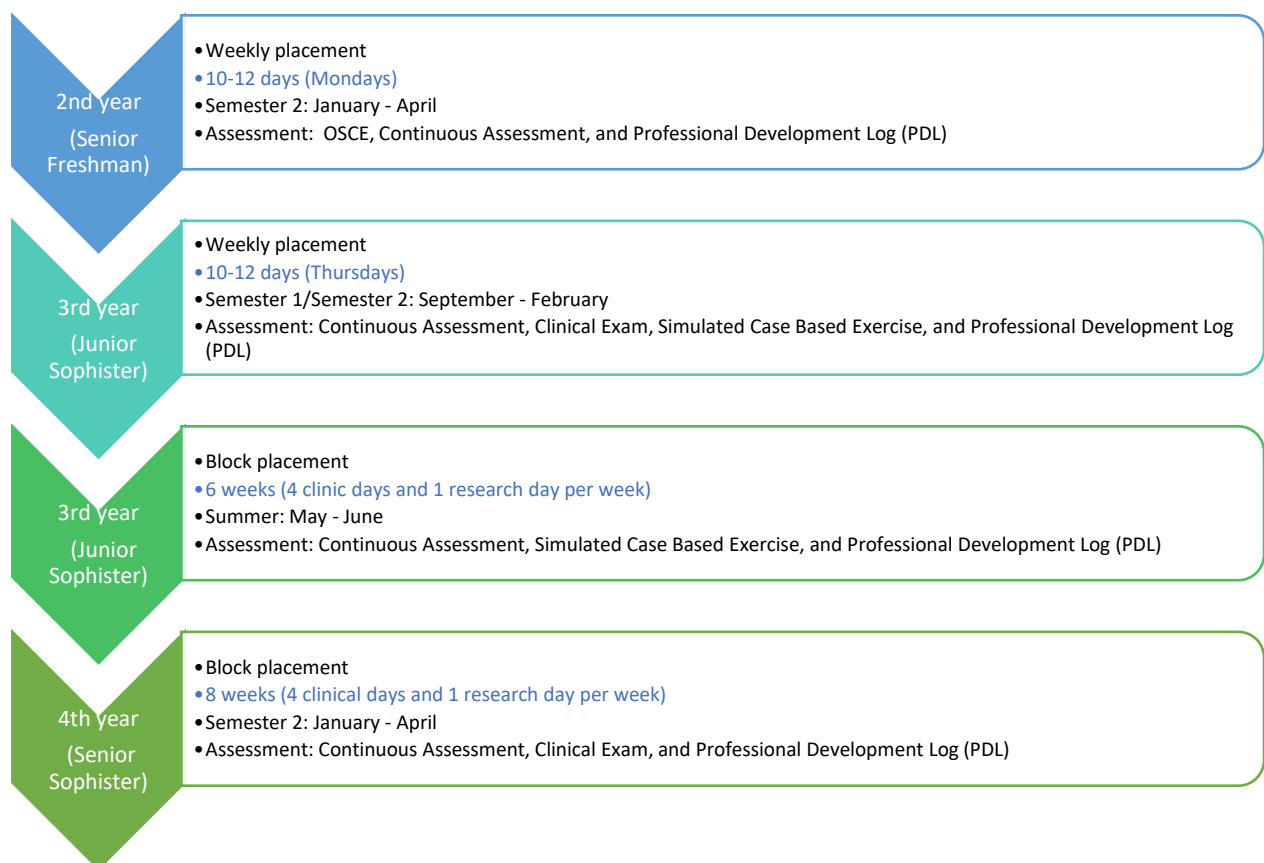 2nd year
(Senior
Freshman)
•Weekly placement
•10-12 days (Mondays)
•Semester 2: January - April
•Assessment:  OSCE, Continuous Assessment, and Professional Development Log (PDL)
3rd year
(Junior
Sophister)
•Weekly placement
•10-12 days (Thursdays)
•Semester 1/Semester 2: September - February
•Assessment: Continuous Assessment, Clinical Exam, Simulated Case Based Exercise, and Professional Development Log
(PDL)
3rd year
(Junior
Sophister)
•Block placement
•6 weeks (4 clinic days and 1 research day per week)
•Summer: May - June
•Assessment: Continuous Assessment, Simulated Case Based Exercise, and Professional Development Log (PDL)
4th year
(Senior
Sophister)
•Block placement
•8 weeks (4 clinical days and 1 research day per week)
•Semester 2: January - April
•Assessment: Continuous Assessment, Clinical Exam, and Professional Development Log (PDL)